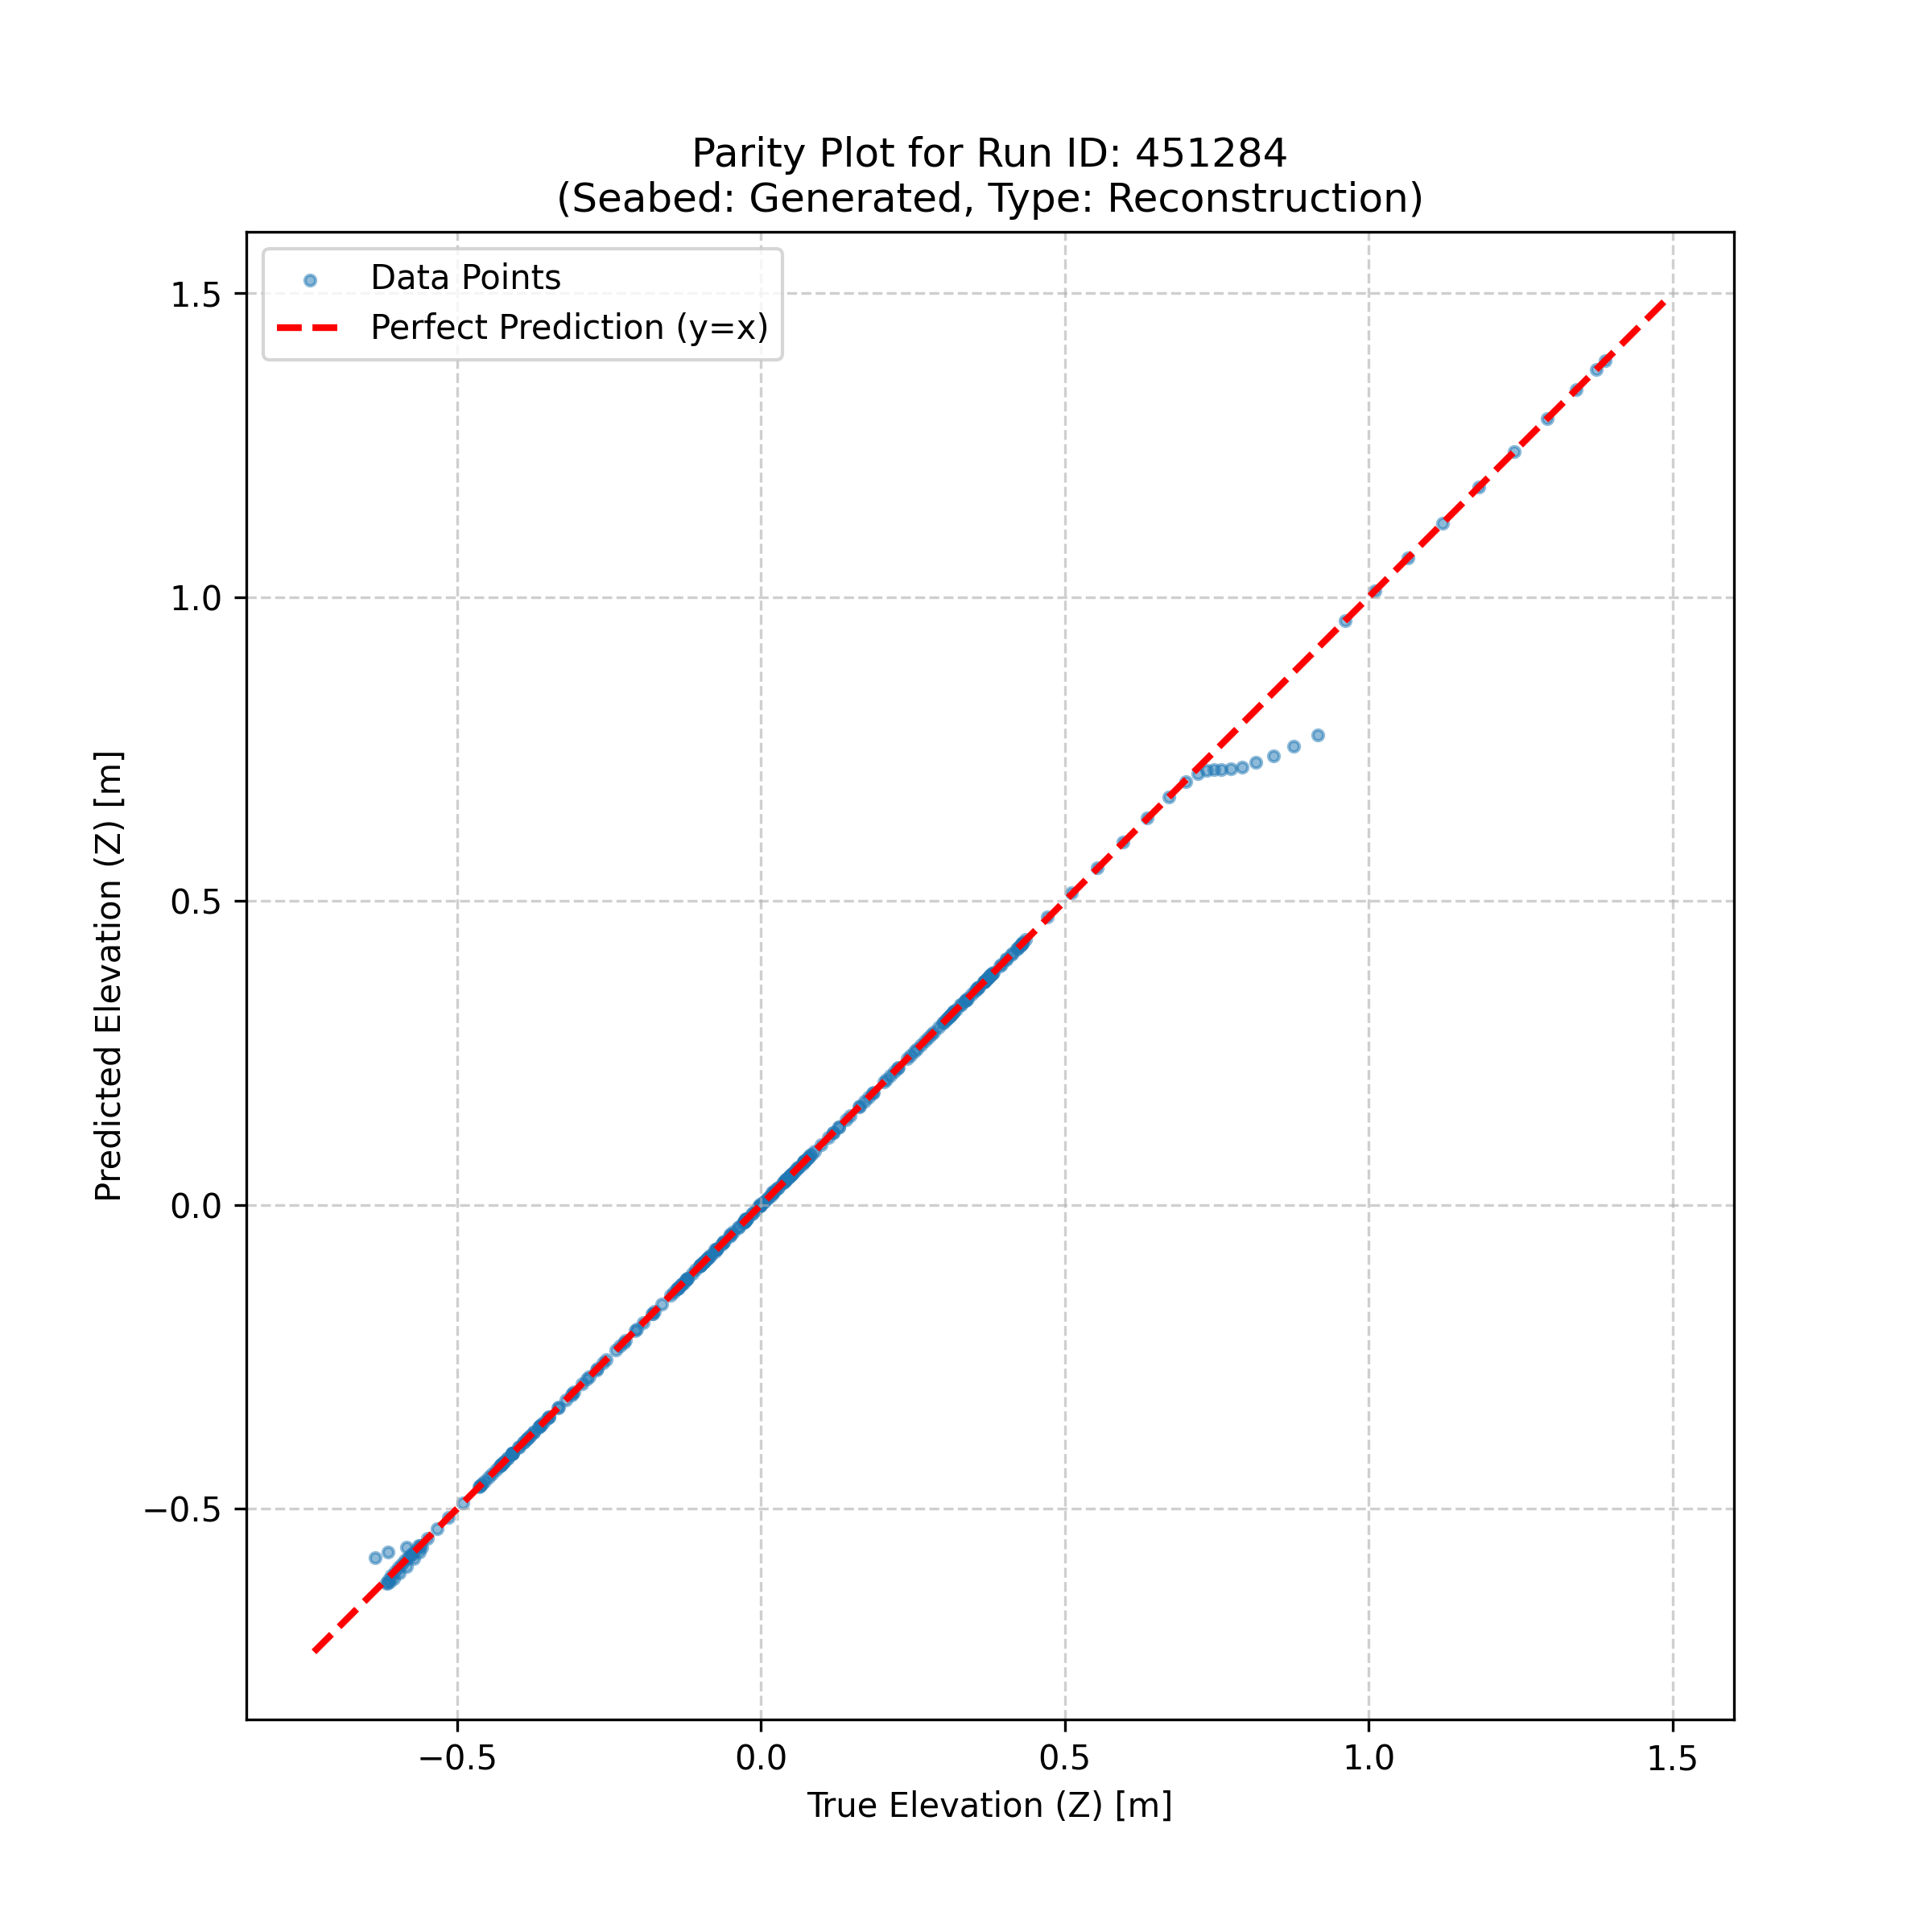 Parity Plot for Run ID: 451284
(Seabed: Generated, Type: Reconstruction)
Data Points
Perfect Prediction (y=x)
1.5
1.0
0.5
0.0
−0.5
Predicted Elevation (Z) [m]
−0.5
0.0
0.5
1.0
1.5
True Elevation (Z) [m]